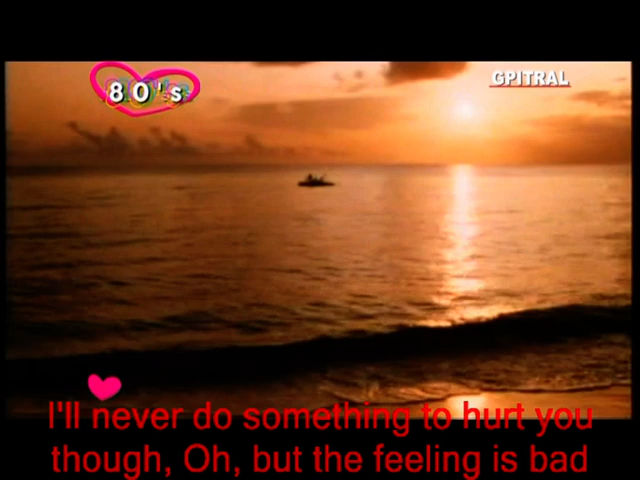 80's
GPITRAL
I'll never do something to hurt you
though, Oh, but the feeling is bad